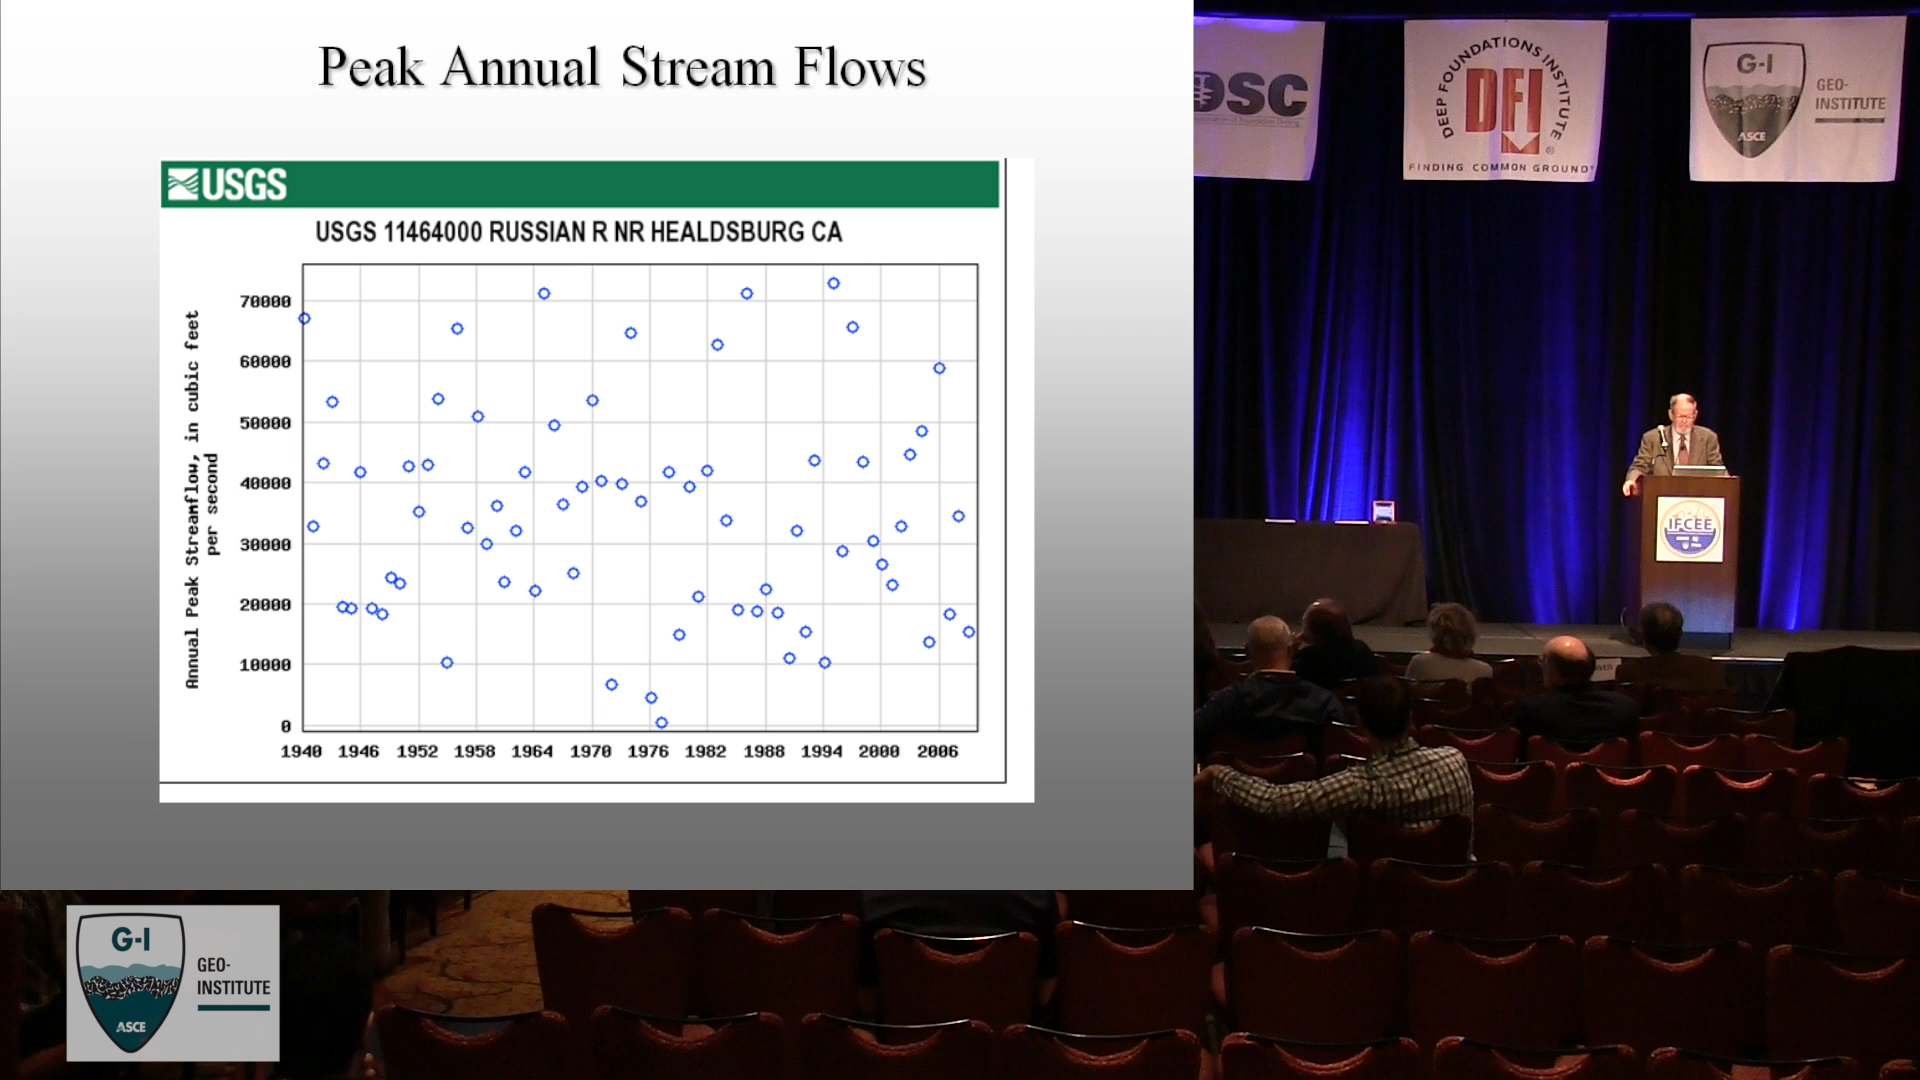 Peak Annual Stream Flows
USGS
USGS 11464000 RUSSIAN R NR HEALDSBURG CA
Annual Peak Streamflow, in cubic feet
per second
70000
60000
50000
40000
30000
20000
10000
0
1940 1946 1952 1958 1964 1970 1976 1982 1988 1994 2000 2006
DSC
DEEP FOUNDATIONS INSTITUTE
DFI
®
FINDING COMMON GROUND®
G-I
ASCE
GEO-
INSTITUTE
IFCEE
G-I
ASCE
GEO-
INSTITUTE